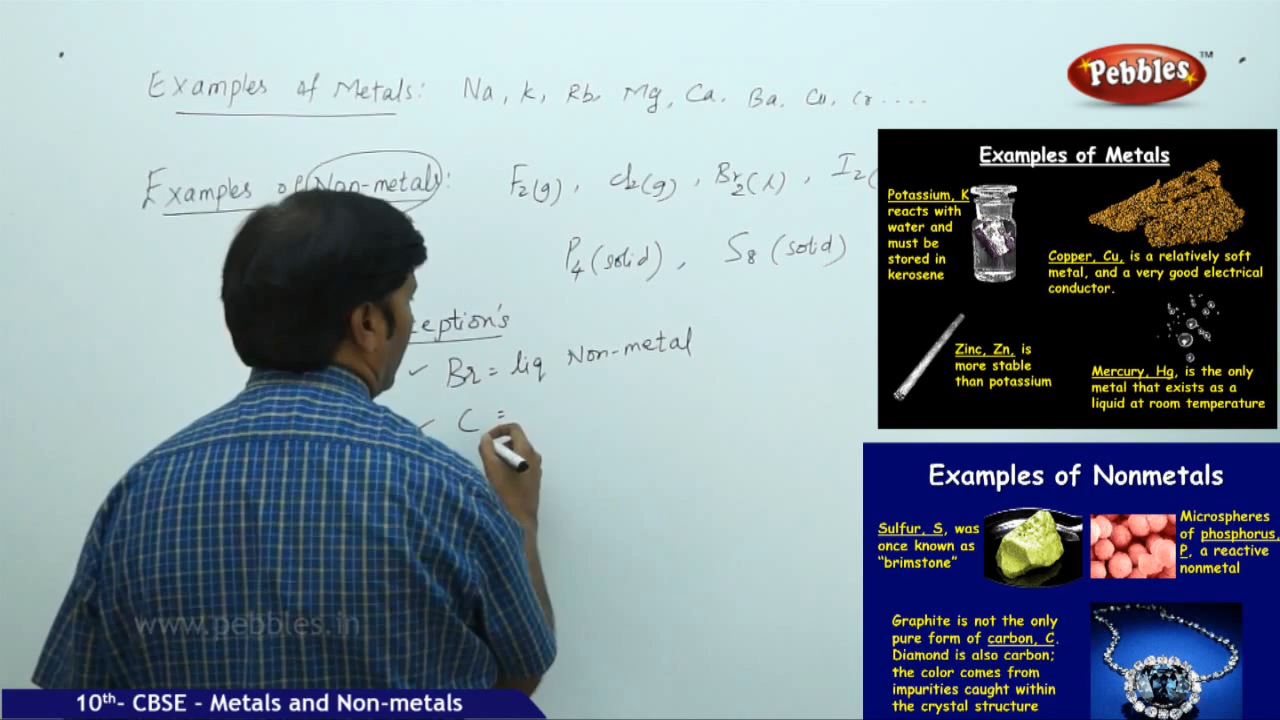 Examples of Metals: Na, K, Rb, Mg, Ca, Ba, Cu, Cr ....
Examples of Non-metals: F2(g), Cl2(g), Br2(l), I2(
P4 (solid), S8 (solid)
eption's
✓ Br = liq Non-metal
✓ C =
Pebbles™
Examples of Metals
Potassium, K
reacts with
water and
must be
stored in
kerosene
Copper, Cu, is a relatively soft
metal, and a very good electrical
conductor.
Zinc, Zn, is
more stable
than potassium
Mercury, Hg, is the only
metal that exists as a
liquid at room temperature
Examples of Nonmetals
Sulfur, S, was
once known as
"brimstone"
Microspheres
of phosphorus,
P, a reactive
nonmetal
Graphite is not the only
pure form of carbon, C.
Diamond is also carbon;
the color comes from
impurities caught within
the crystal structure
www.pebbles.in
10th- CBSE - Metals and Non-metals